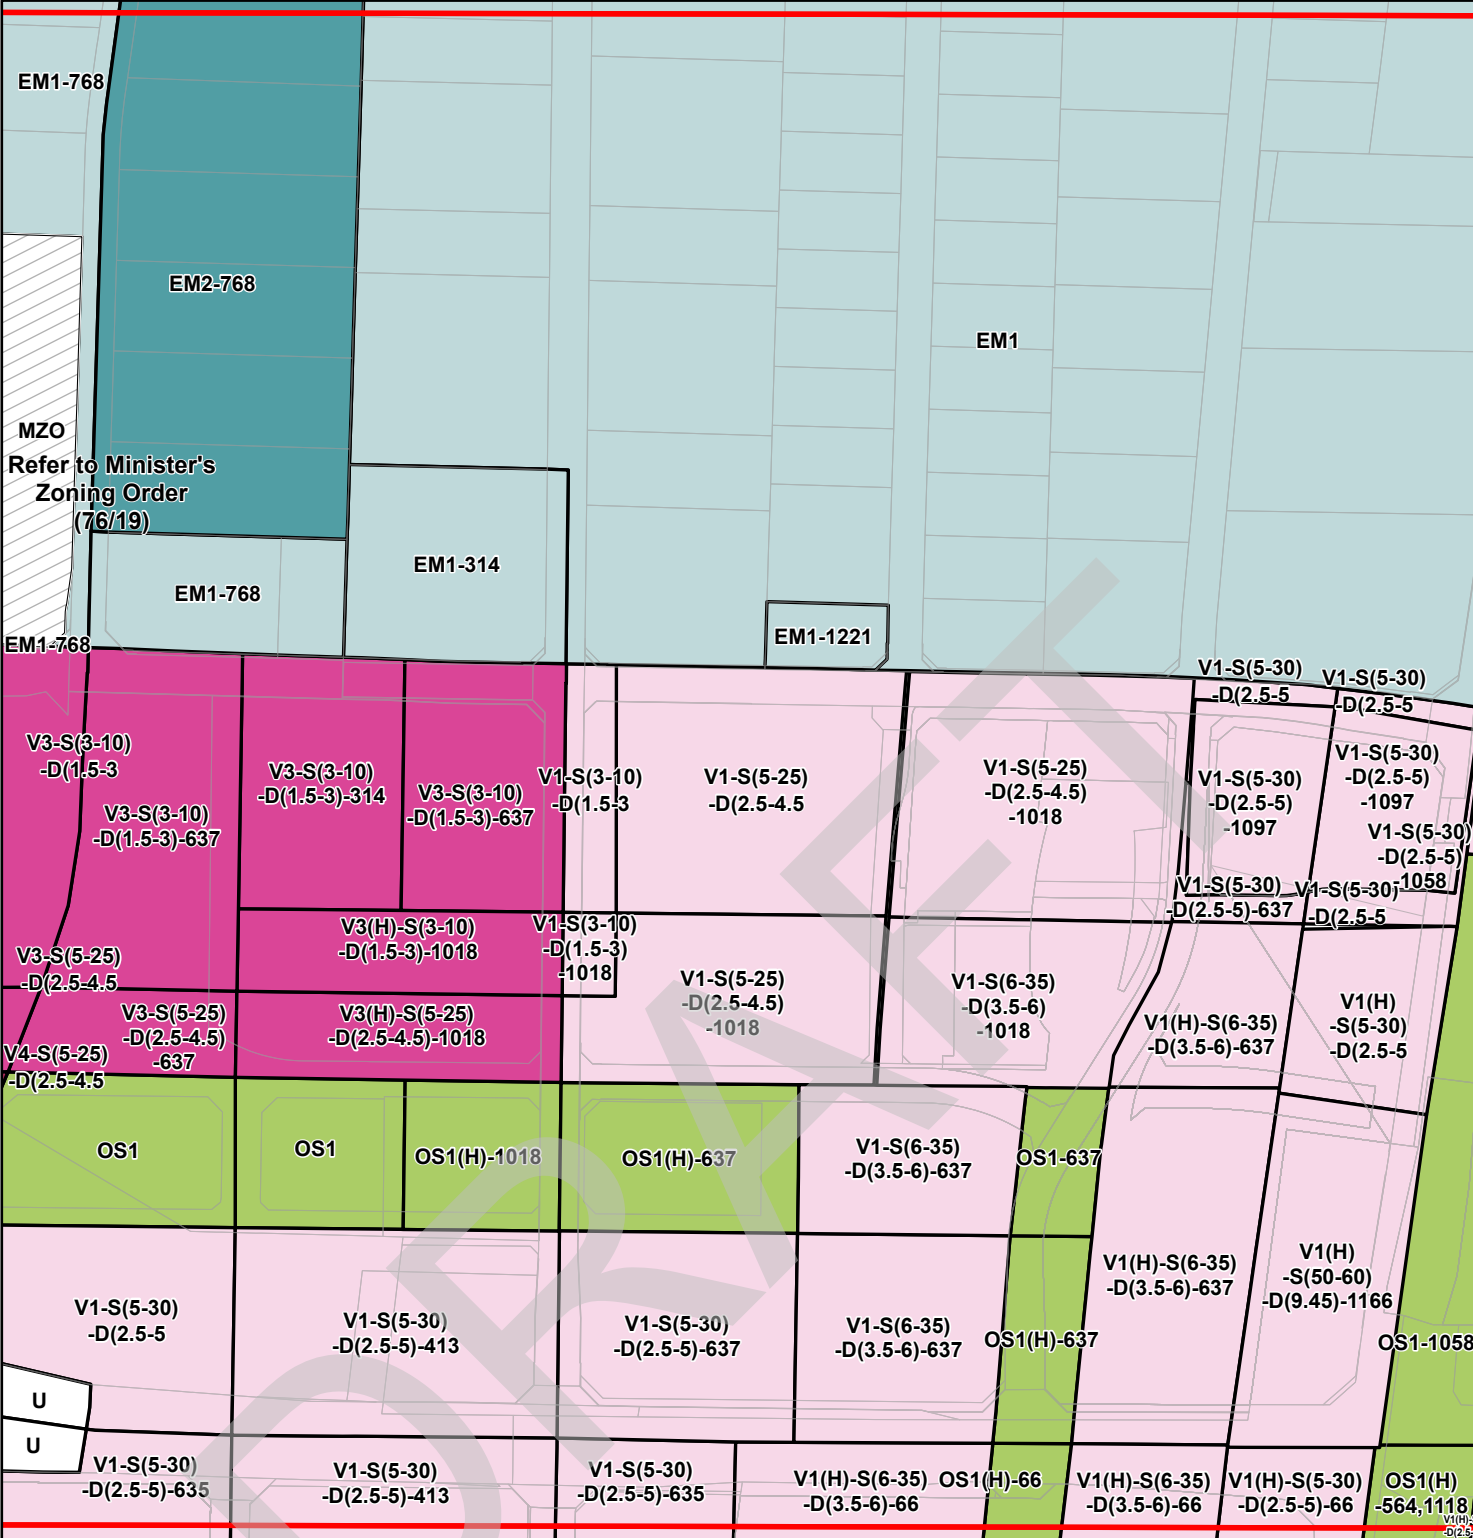 EM1-768
EM2-768
EM1
MZO
Refer to Minister's
Zoning Order
(76/19)
EM1-314
EM1-768
EM1-1221
EM1-768
V1-S(5-30)
-D(2.5-5
V1-S(5-30)
-D(2.5-5
V3-S(3-10)
-D(1.5-3
V3-S(3-10)
-D(1.5-3)-637
V3-S(3-10)
-D(1.5-3)-314
V3-S(3-10)
-D(1.5-3)-637
V1-S(3-10)
-D(1.5-3
V1-S(5-25)
-D(2.5-4.5
V1-S(5-25)
-D(2.5-4.5)
-1018
V1-S(5-30)
-D(2.5-5)
-1097
V1-S(5-30)
-D(2.5-5)
-1097
V1-S(5-30)
-D(2.5-5)
-1058
V1-S(5-30)
-D(2.5-5)-637
V1-S(5-30)
-D(2.5-5
V3(H)-S(3-10)
-D(1.5-3)-1018
V1-S(3-10)
-D(1.5-3)
-1018
V3-S(5-25)
-D(2.5-4.5
V3-S(5-25)
-D(2.5-4.5)
-637
V3(H)-S(5-25)
-D(2.5-4.5)-1018
V1-S(5-25)
-D(2.5-4.5)
-1018
V1-S(6-35)
-D(3.5-6)
-1018
V1(H)-S(6-35)
-D(3.5-6)-637
V1(H)
-S(5-30)
-D(2.5-5
V4-S(5-25)
-D(2.5-4.5
OS1
OS1
OS1(H)-1018
OS1(H)-637
V1-S(6-35)
-D(3.5-6)-637
OS1-637
V1(H)-S(6-35)
-D(3.5-6)-637
V1(H)
-S(50-60)
-D(9.45)-1166
V1-S(5-30)
-D(2.5-5
V1-S(5-30)
-D(2.5-5)-413
V1-S(5-30)
-D(2.5-5)-637
V1-S(6-35)
-D(3.5-6)-637
OS1(H)-637
OS1-1058
U
U
V1-S(5-30)
-D(2.5-5)-635
V1-S(5-30)
-D(2.5-5)-413
V1-S(5-30)
-D(2.5-5)-635
V1(H)-S(6-35)
-D(3.5-6)-66
OS1(H)-66
V1(H)-S(6-35)
-D(3.5-6)-66
V1(H)-S(5-30)
-D(2.5-5)-66
OS1(H)
-564,1118
V1(H)-
-D(2.5-
DRAFT